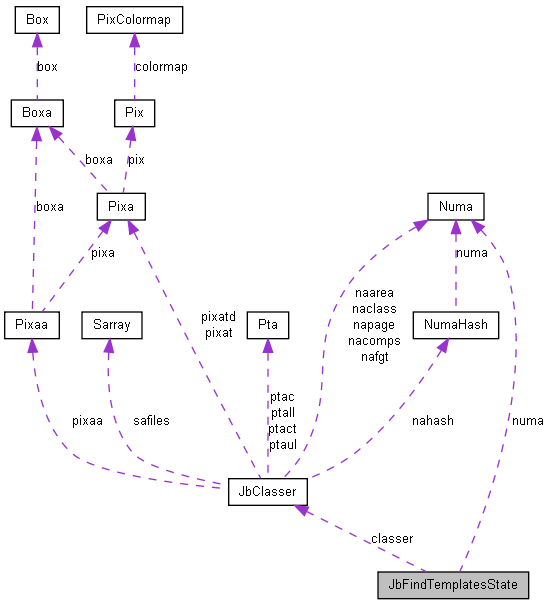 Box
PixColormap
box
colormap
Boxa
Pix
boxa
pix
boxa
Pixa
Numa
pixa
numa
naarea
naclass
napage
nacomps
nafgt
pixatd
pixat
Pixaa
Sarray
Pta
NumaHash
ptac
ptall
ptact
ptaul
pixaa
safiles
nahash
numa
JbClasser
classer
JbFindTemplatesState